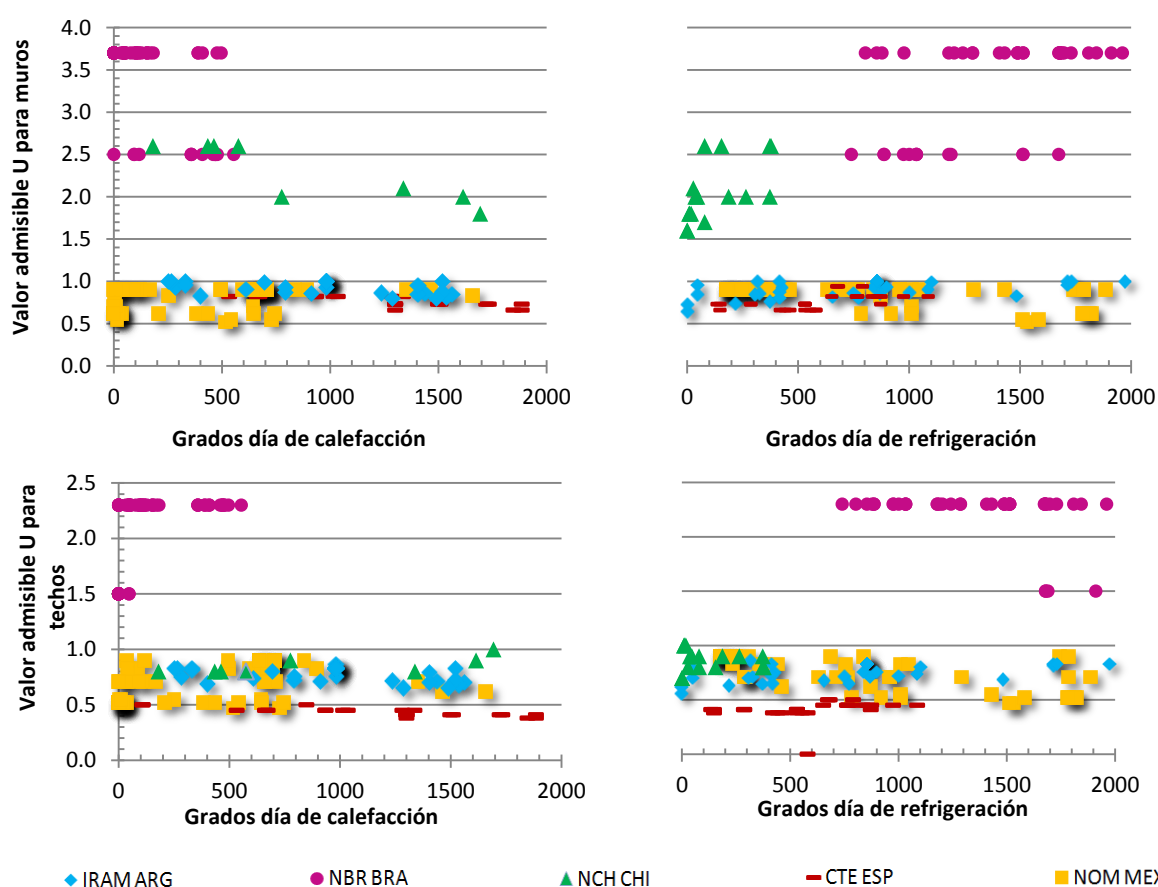 Valor admisible U para muros
4.0
3.5
3.0
2.5
2.0
1.5
1.0
0.5
0.0
0 500 1000 1500 2000
Grados día de calefacción
0 500 1000 1500 2000
Grados día de refrigeración
Valor admisible U para
techos
2.5
2.0
1.5
1.0
0.5
0.0
0 500 1000 1500 2000
Grados día de calefacción
0 500 1000 1500 2000
Grados día de refrigeración
IRAM ARG NBR BRA NCH CHI CTE ESP NOM MEX